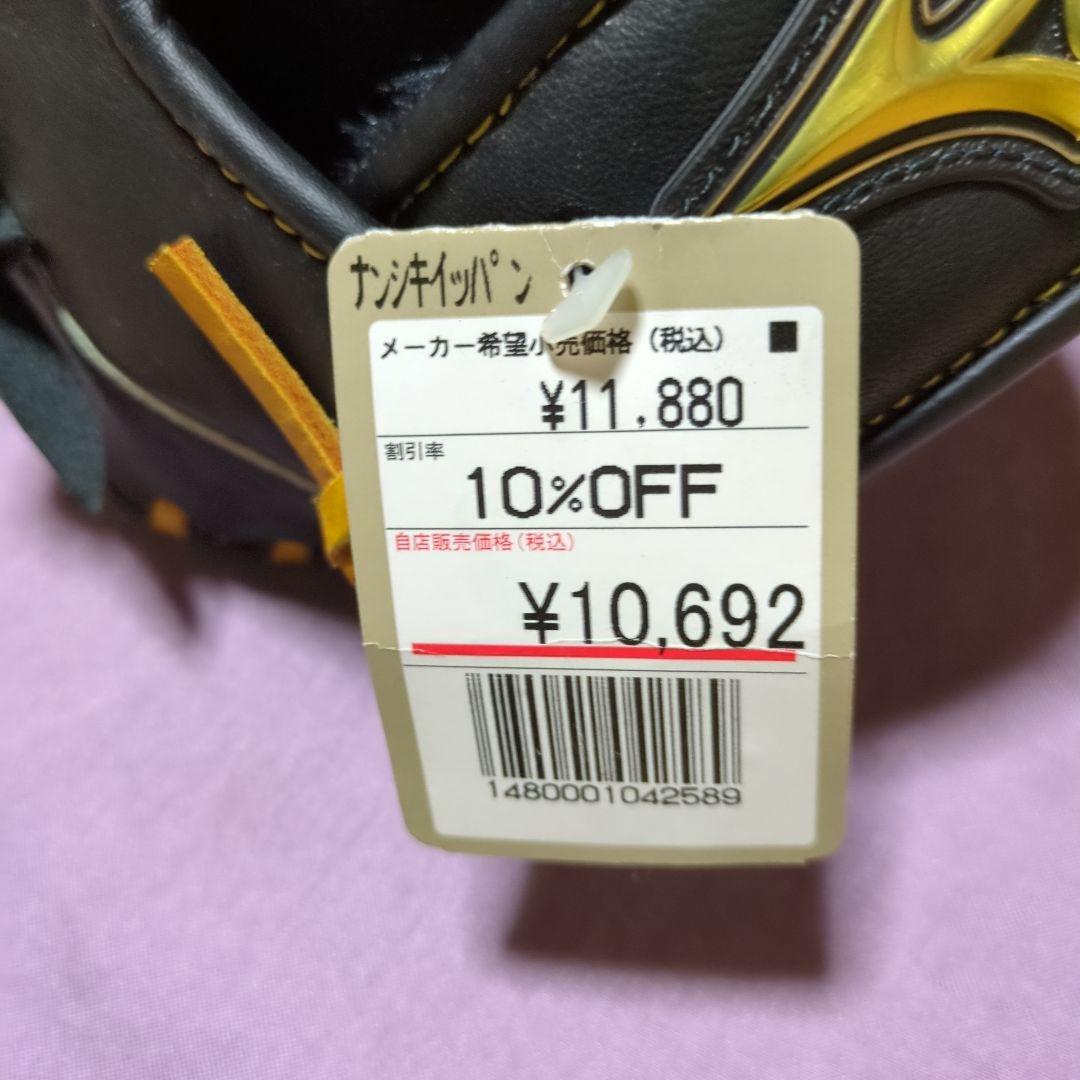 ナンシキイッパン
メーカー希望小売価格（税込）■
¥11,880
割引率
10%OFF
自店販売価格（税込）
¥10,692
1480001042589